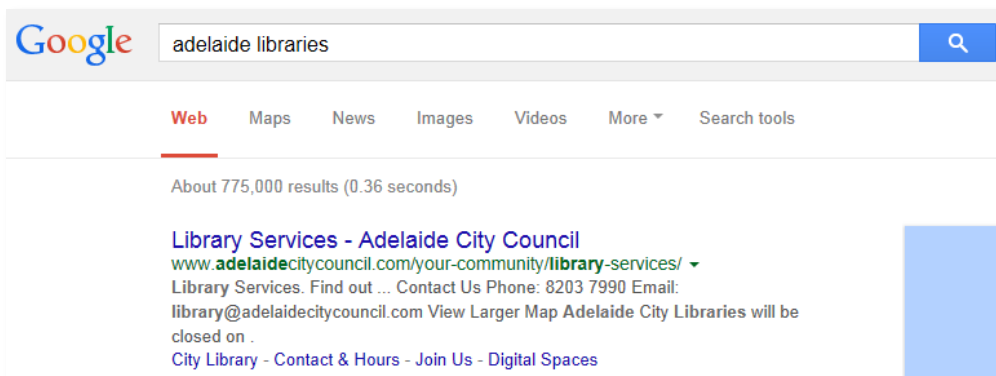 Google
adelaide libraries
Web Maps News Images Videos More Search tools
About 775,000 results (0.36 seconds)
Library Services - Adelaide City Council
www.adelaidecitycouncil.com/your-community/library-services/
Library Services. Find out ... Contact Us Phone: 8203 7990 Email:
library@adelaidecitycouncil.com View Larger Map Adelaide City Libraries will be
closed on .
City Library - Contact & Hours - Join Us - Digital Spaces